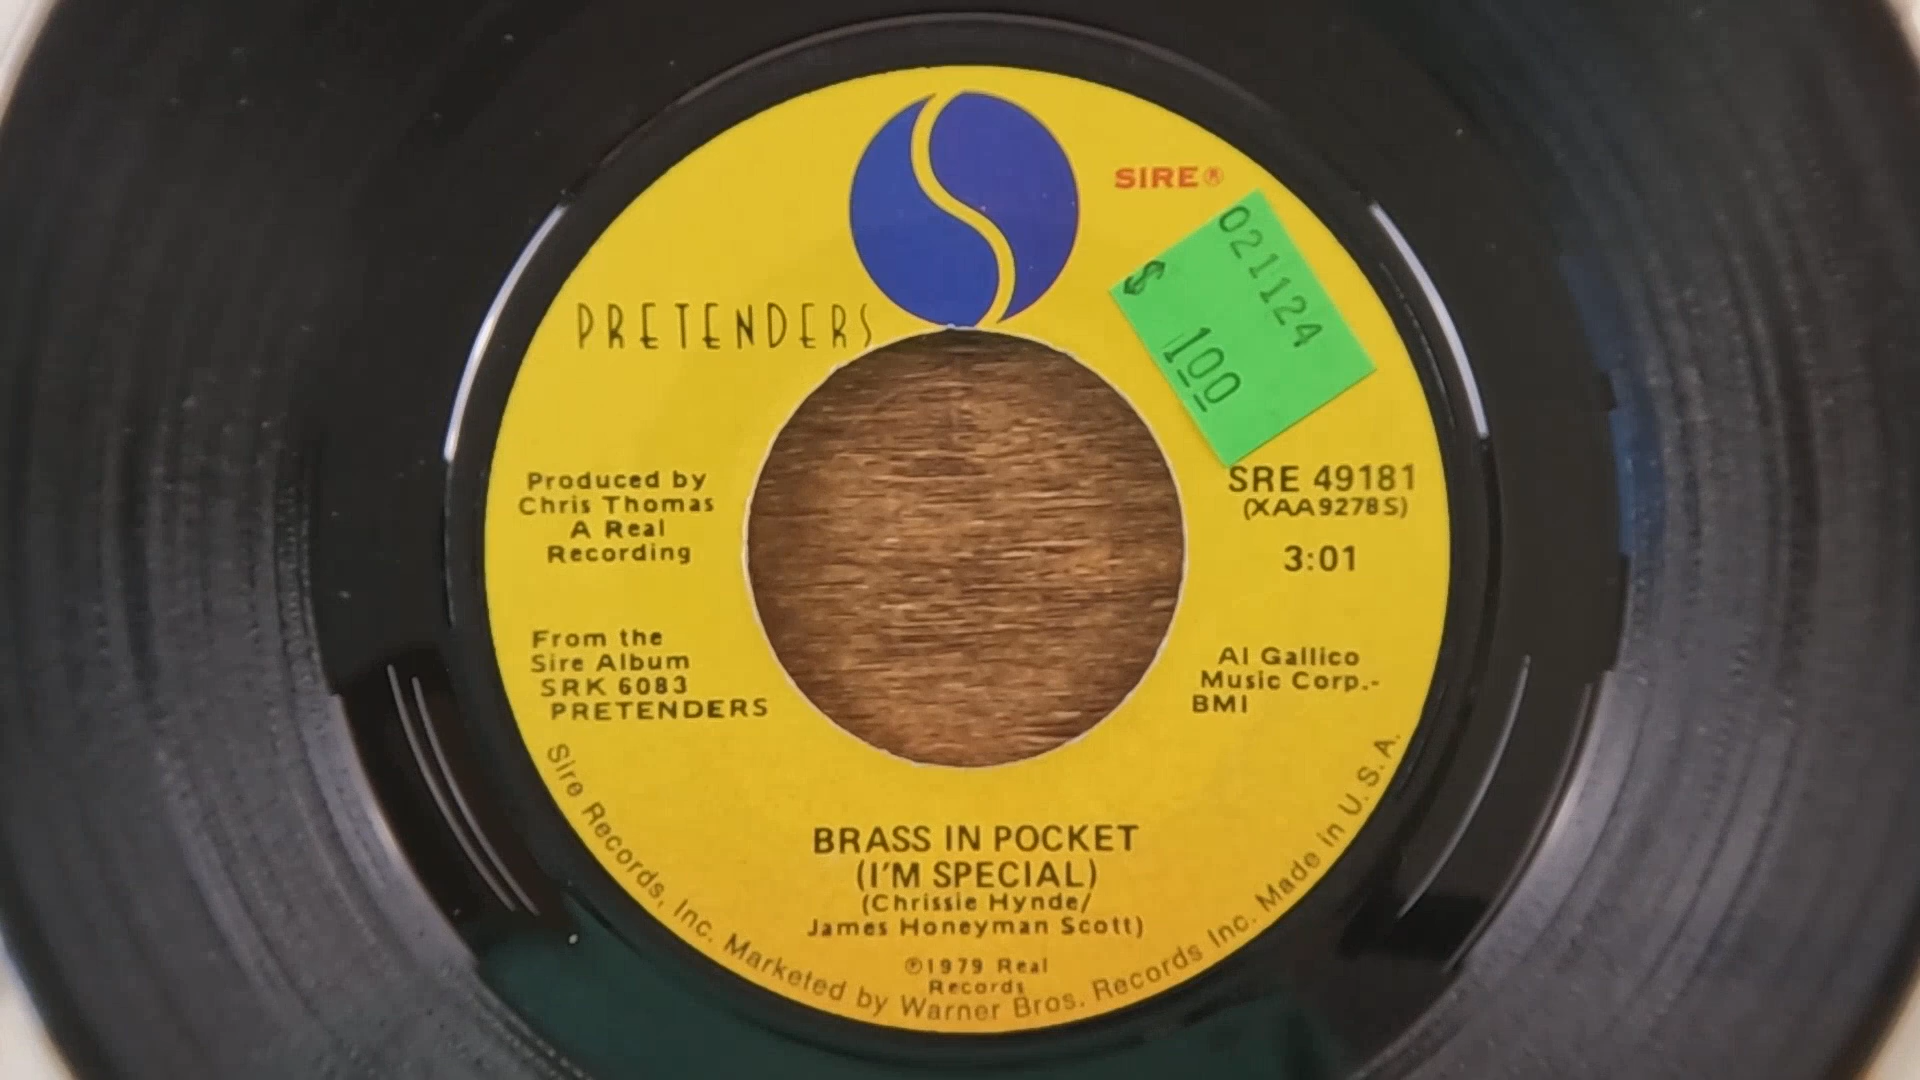 SIRE®
021124
$
1.00
PRETENDERS
Produced by
Chris Thomas
A Real
Recording
SRE 49181
(XAA9278S)
3:01
From the
Sire Album
SRK 6083
PRETENDERS
Al Gallico
Music Corp.-
BMI
BRASS IN POCKET
(I'M SPECIAL)
(Chrissie Hynde/
James Honeyman Scott)
℗1979 Real
Records
Sire Records, Inc. Marketed by Warner Bros. Records Inc. Made in U.S.A.